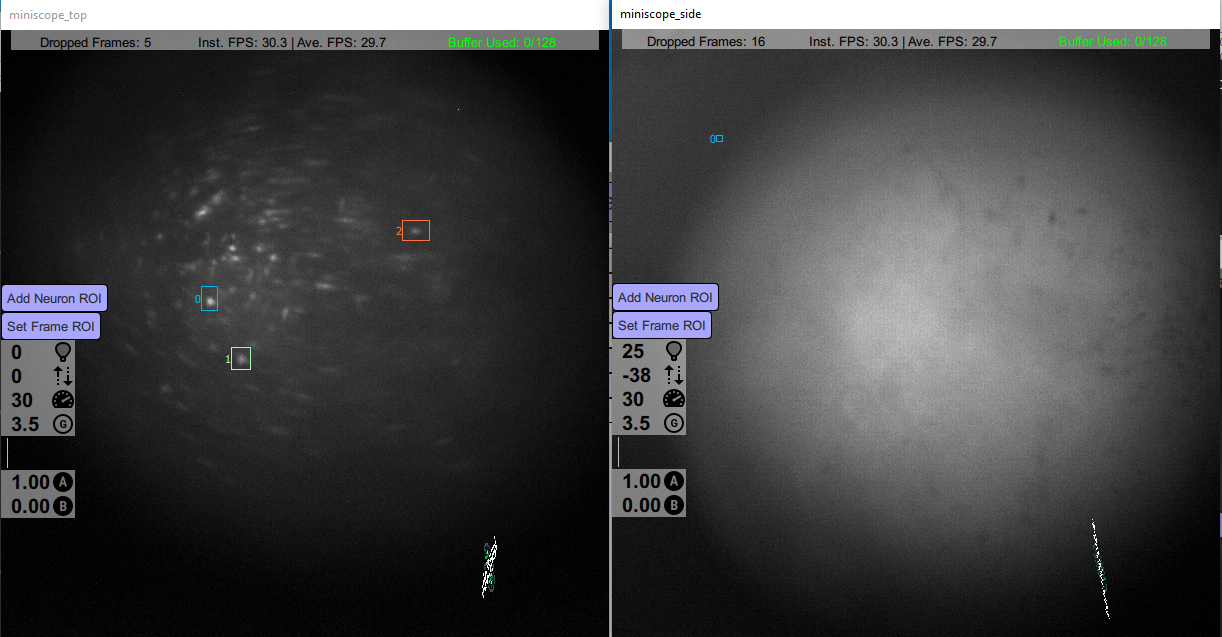 miniscope_top
Dropped Frames: 5 Inst. FPS: 30.3 | Ave. FPS: 29.7 Buffer Used: 0/128
2
0
1
Add Neuron ROI
Set Frame ROI
0
0
30
3.5 G
1.00 A
0.00 B
miniscope_side
Dropped Frames: 16 Inst. FPS: 30.3 | Ave. FPS: 29.7 Buffer Used: 0/128
0
Add Neuron ROI
Set Frame ROI
25
-38
30
3.5 G
1.00 A
0.00 B